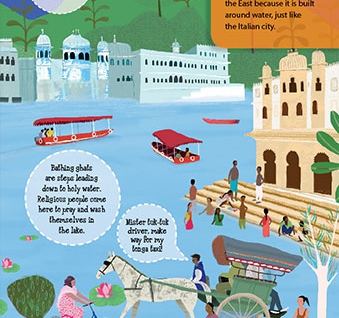 the East because it is built
around water, just like
the Italian city.
Bathing ghats
are steps leading
down to holy water.
Religious people come
here to pray and wash
themselves in
the lake.
Mister tuk-tuk
driver, make
way for my
tonga taxi!